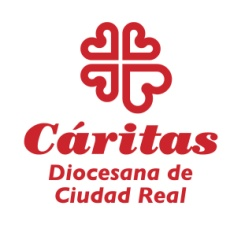 Cáritas
Diocesana de
Ciudad Real